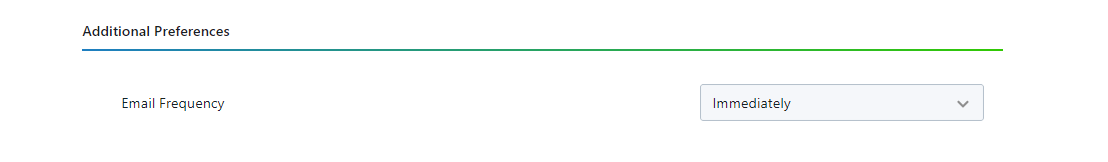 Additional Preferences
Email Frequency
Immediately